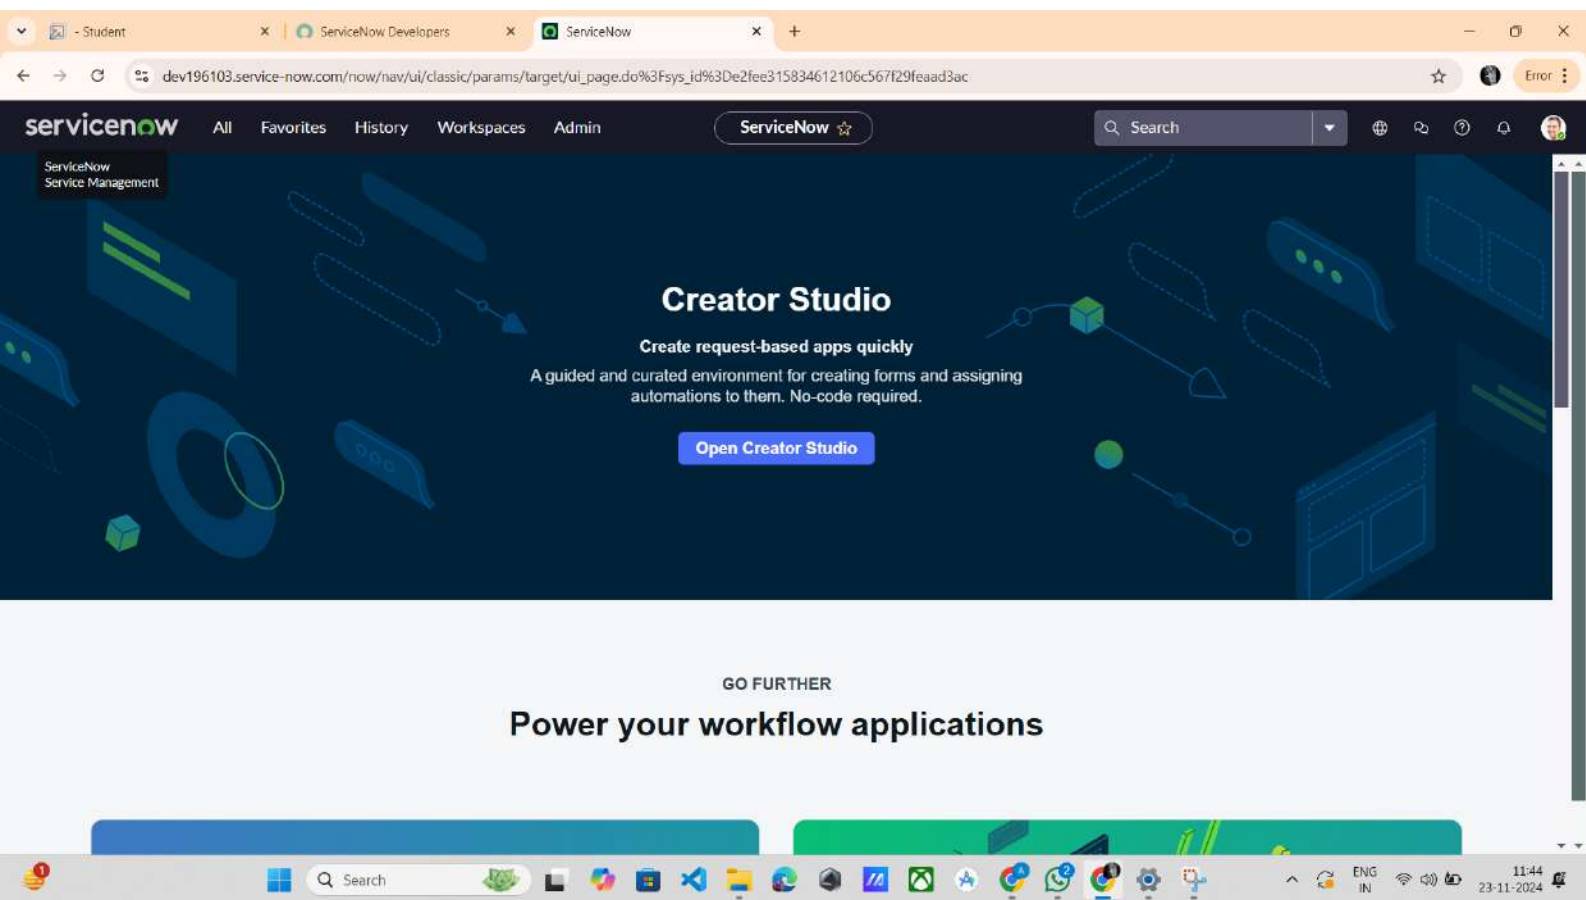 - Student
ServiceNow Developers
ServiceNow
dev196103.service-now.com/now/nav/ui/classic/params/target/ui_page.do%3Fsys_id%3De2fee315834612106c567f29feaad3ac
Error
servicenow
All
Favorites
History
Workspaces
Admin
ServiceNow
Search
ServiceNow
Service Management
Creator Studio
Create request-based apps quickly
A guided and curated environment for creating forms and assigning
automations to them. No-code required.
Open Creator Studio
GO FURTHER
Power your workflow applications
1
Search
2
ENG
IN
11:44
23-11-2024